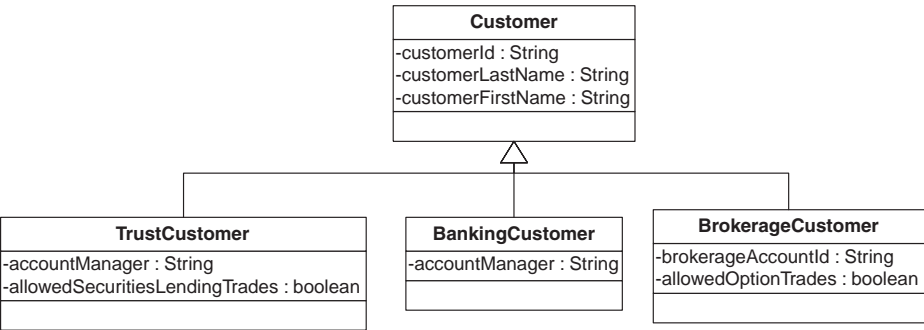 Customer
-customerId : String
-customerLastName : String
-customerFirstName : String
TrustCustomer
-accountManager : String
-allowedSecuritiesLendingTrades : boolean
BankingCustomer
-accountManager : String
BrokerageCustomer
-brokerageAccountId : String
-allowedOptionTrades : boolean